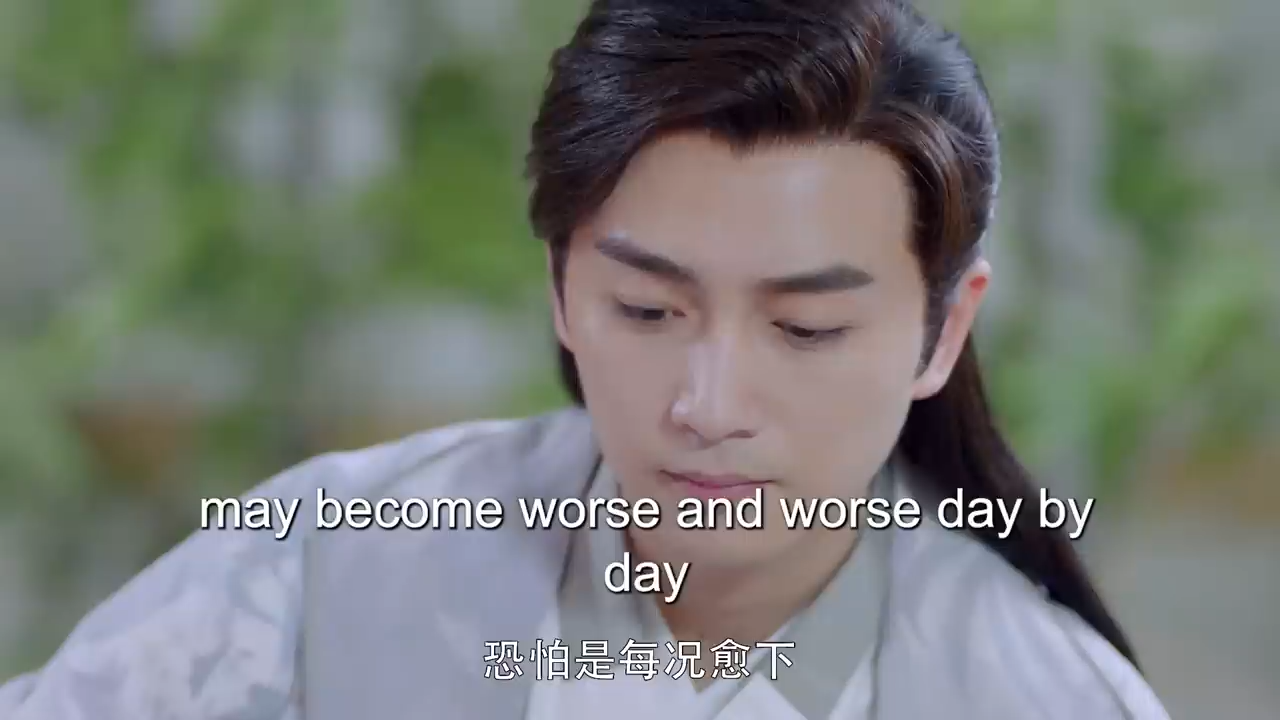 may become worse and worse day by
day
恐怕是每况愈下